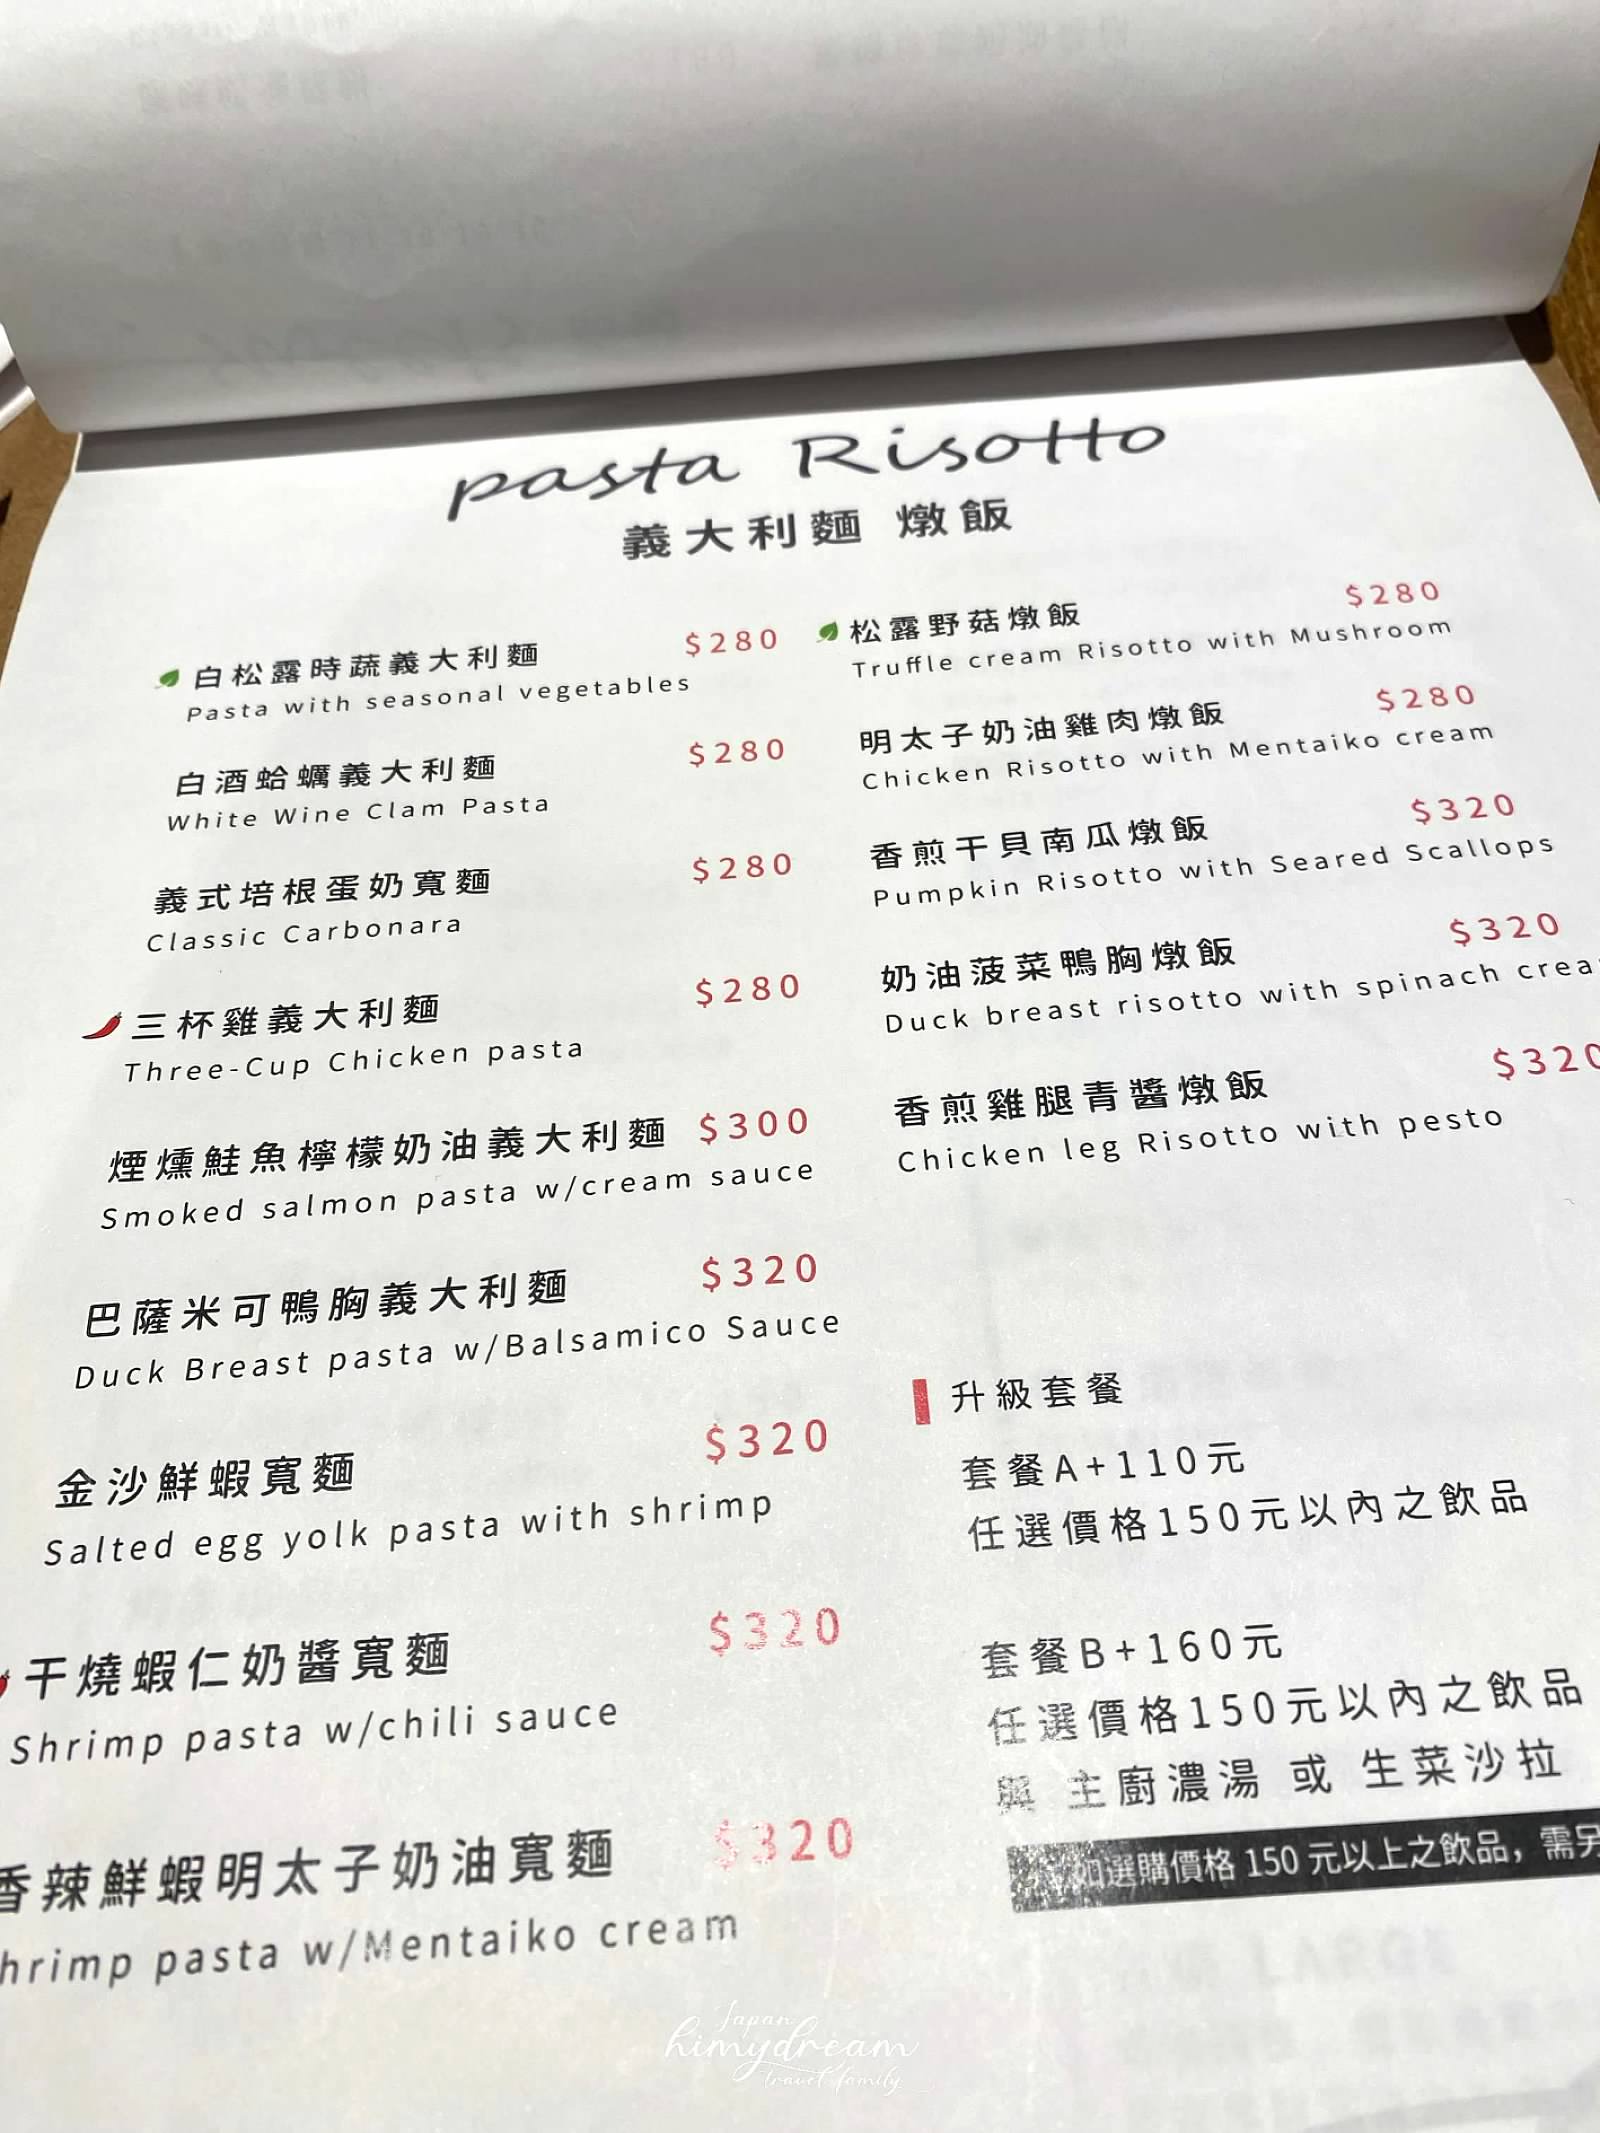 pasta Risotto
義大利麵 燉飯
白松露時蔬義大利麵 $280
Pasta with seasonal vegetables
白酒蛤蠣義大利麵 $280
White Wine Clam Pasta
義式培根蛋奶寬麵 $280
Classic Carbonara
三杯雞義大利麵 $280
Three-Cup Chicken pasta
煙燻鮭魚檸檬奶油義大利麵 $300
Smoked salmon pasta w/cream sauce
巴薩米可鴨胸義大利麵 $320
Duck Breast pasta w/Balsamico Sauce
金沙鮮蝦寬麵 $320
Salted egg yolk pasta with shrimp
干燒蝦仁奶醬寬麵 $320
Shrimp pasta w/chili sauce
香辣鮮蝦明太子奶油寬麵 $320
hrimp pasta w/Mentaiko cream
松露野菇燉飯 $280
Truffle cream Risotto with Mushroom
明太子奶油雞肉燉飯 $280
Chicken Risotto with Mentaiko cream
香煎干貝南瓜燉飯 $320
Pumpkin Risotto with Seared Scallops
奶油菠菜鴨胸燉飯 $320
Duck breast risotto with spinach crea
香煎雞腿青醬燉飯 $320
Chicken leg Risotto with pesto
升級套餐
套餐A+110元
任選價格150元以內之飲品
套餐B+160元
任選價格150元以內之飲品
與 主廚濃湯 或 生菜沙拉
如選購價格 150 元以上之飲品，需另
Japan
himydream
travel family